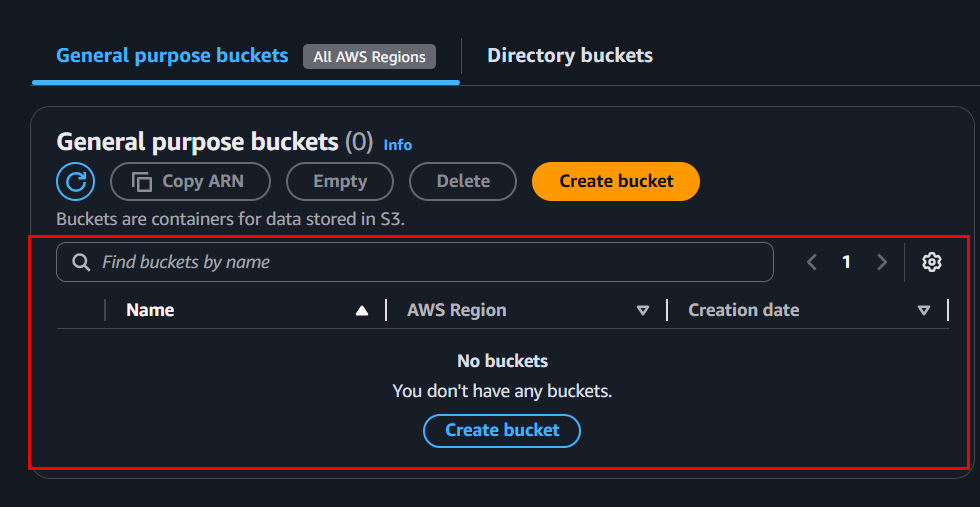 General purpose buckets All AWS Regions Directory buckets
General purpose buckets (0) Info
Copy ARN Empty Delete Create bucket
Buckets are containers for data stored in S3.
Find buckets by name 1
Name AWS Region Creation date
No buckets
You don't have any buckets.
Create bucket